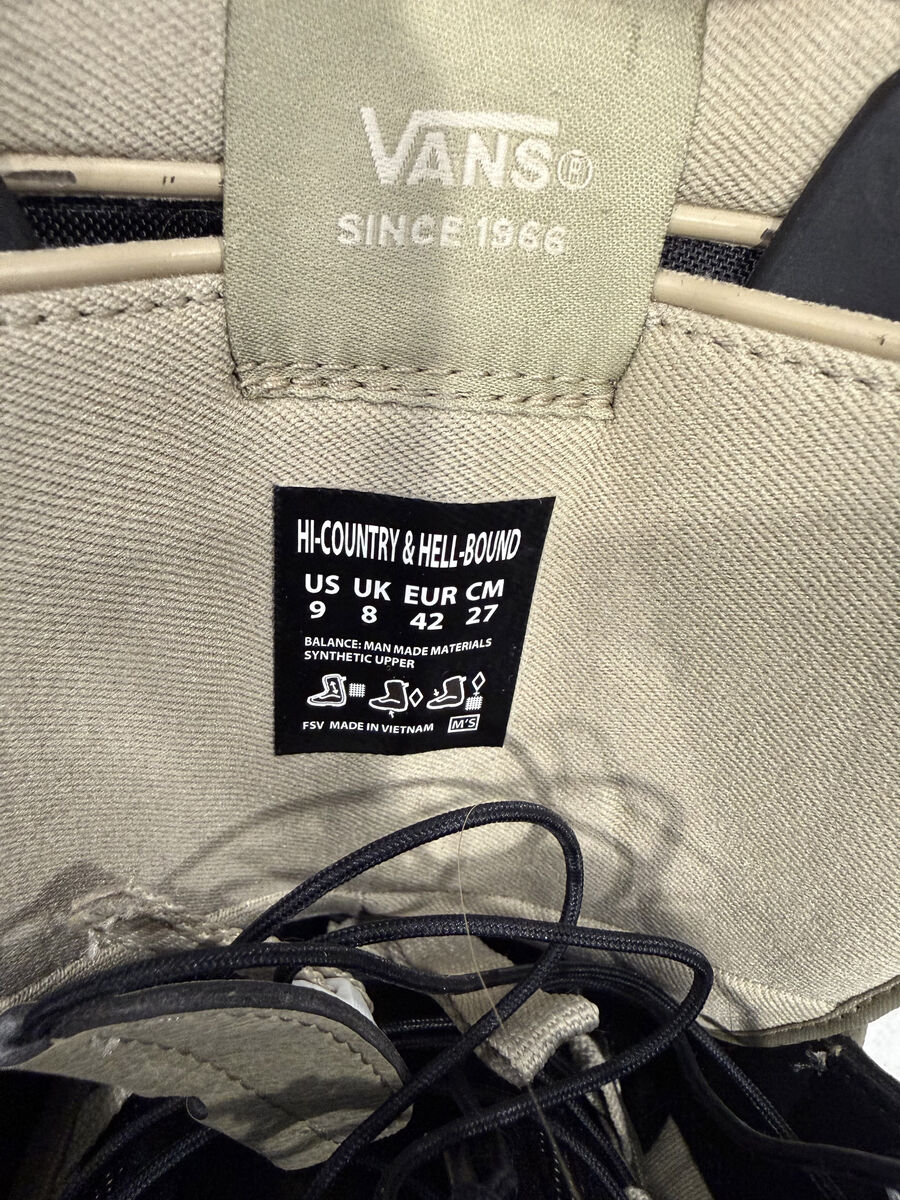 VANS®
SINCE 1966
HI-COUNTRY & HELL-BOUND
US UK EUR CM
9 8 42 27
BALANCE: MAN MADE MATERIALS
SYNTHETIC UPPER
FSV MADE IN VIETNAM M'S